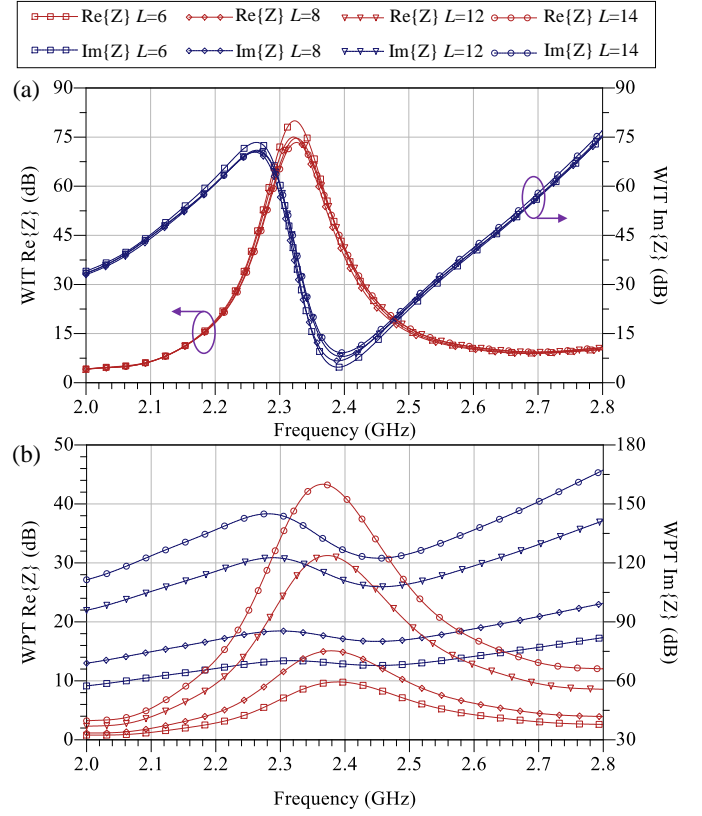 Re{Z} L=6 Re{Z} L=8 Re{Z} L=12 Re{Z} L=14
Im{Z} L=6 Im{Z} L=8 Im{Z} L=12 Im{Z} L=14
(a)
WIT Re{Z} (dB)
90
75
60
45
30
15
0
90
75
60
45
30
15
0
WIT Im{Z} (dB)
2.0 2.1 2.2 2.3 2.4 2.5 2.6 2.7 2.8
Frequency (GHz)
(b)
WPT Re{Z} (dB)
50
40
30
20
10
0
180
150
120
90
60
30
WPT Im{Z} (dB)
2.0 2.1 2.2 2.3 2.4 2.5 2.6 2.7 2.8
Frequency (GHz)